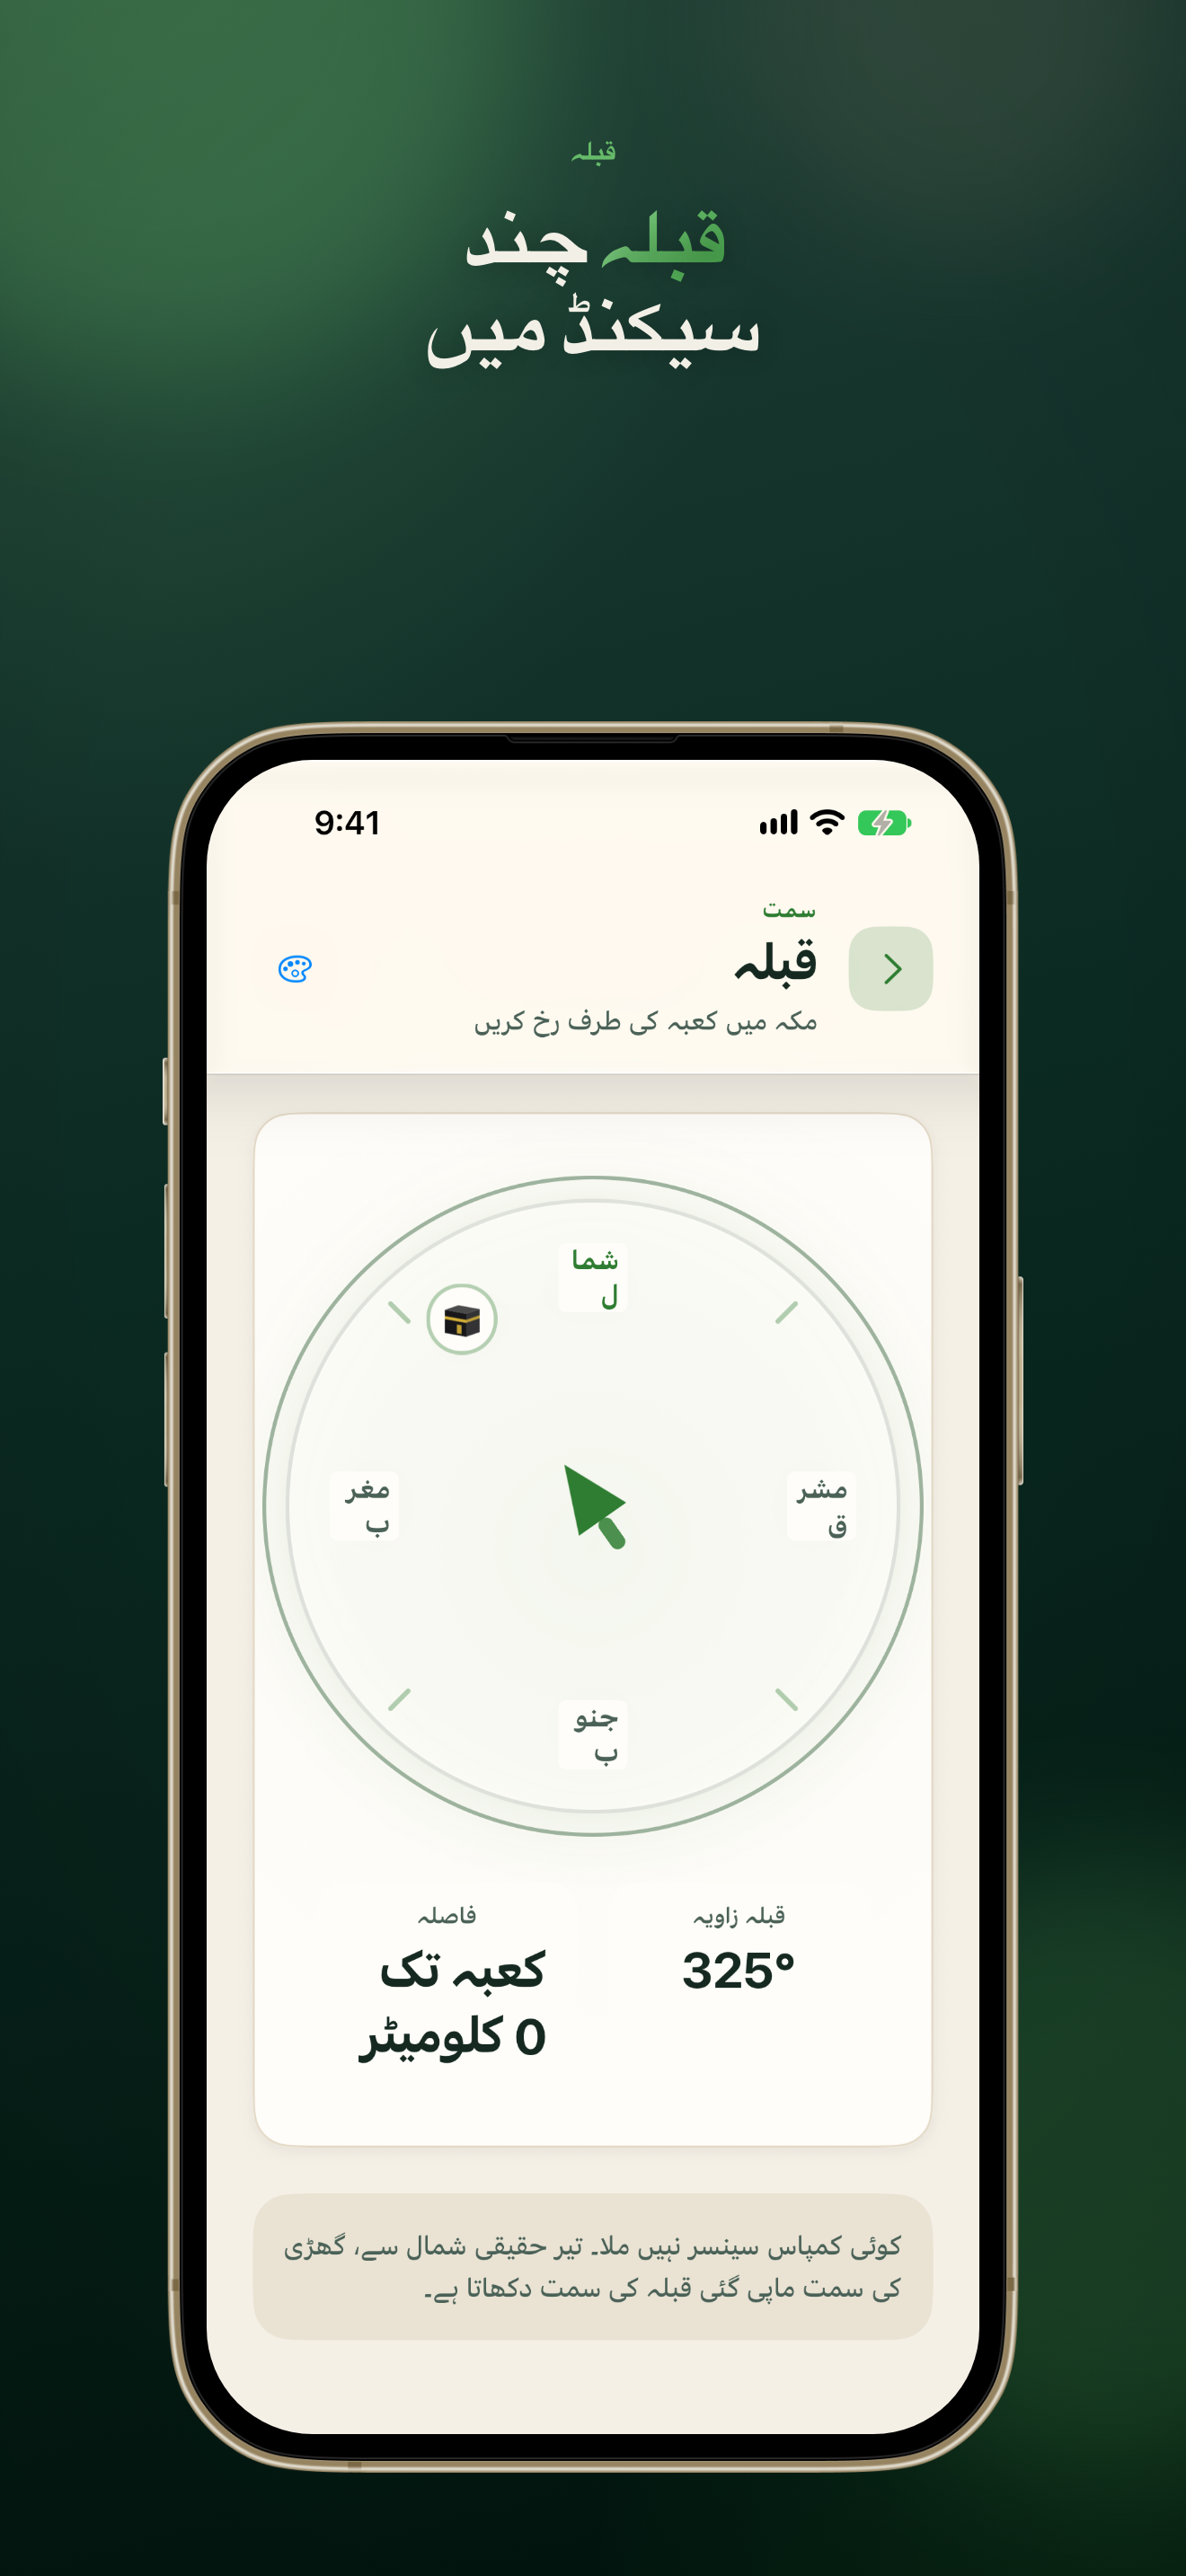 قبلہ
قبلہ چند
سیکنڈ میں
9:41
سمت
قبلہ
مکہ میں کعبہ کی طرف رخ کریں
شما
ل
مغر
ب
مشر
ق
جنو
ب
قبلہ زاویہ
325°
فاصلہ
کعبہ تک
0 کلومیٹر
کوئی کمپاس سینسر نہیں ملا۔ تیر حقیقی شمال سے، گھڑی
کی سمت ماپی گئی قبلہ کی سمت دکھاتا ہے۔